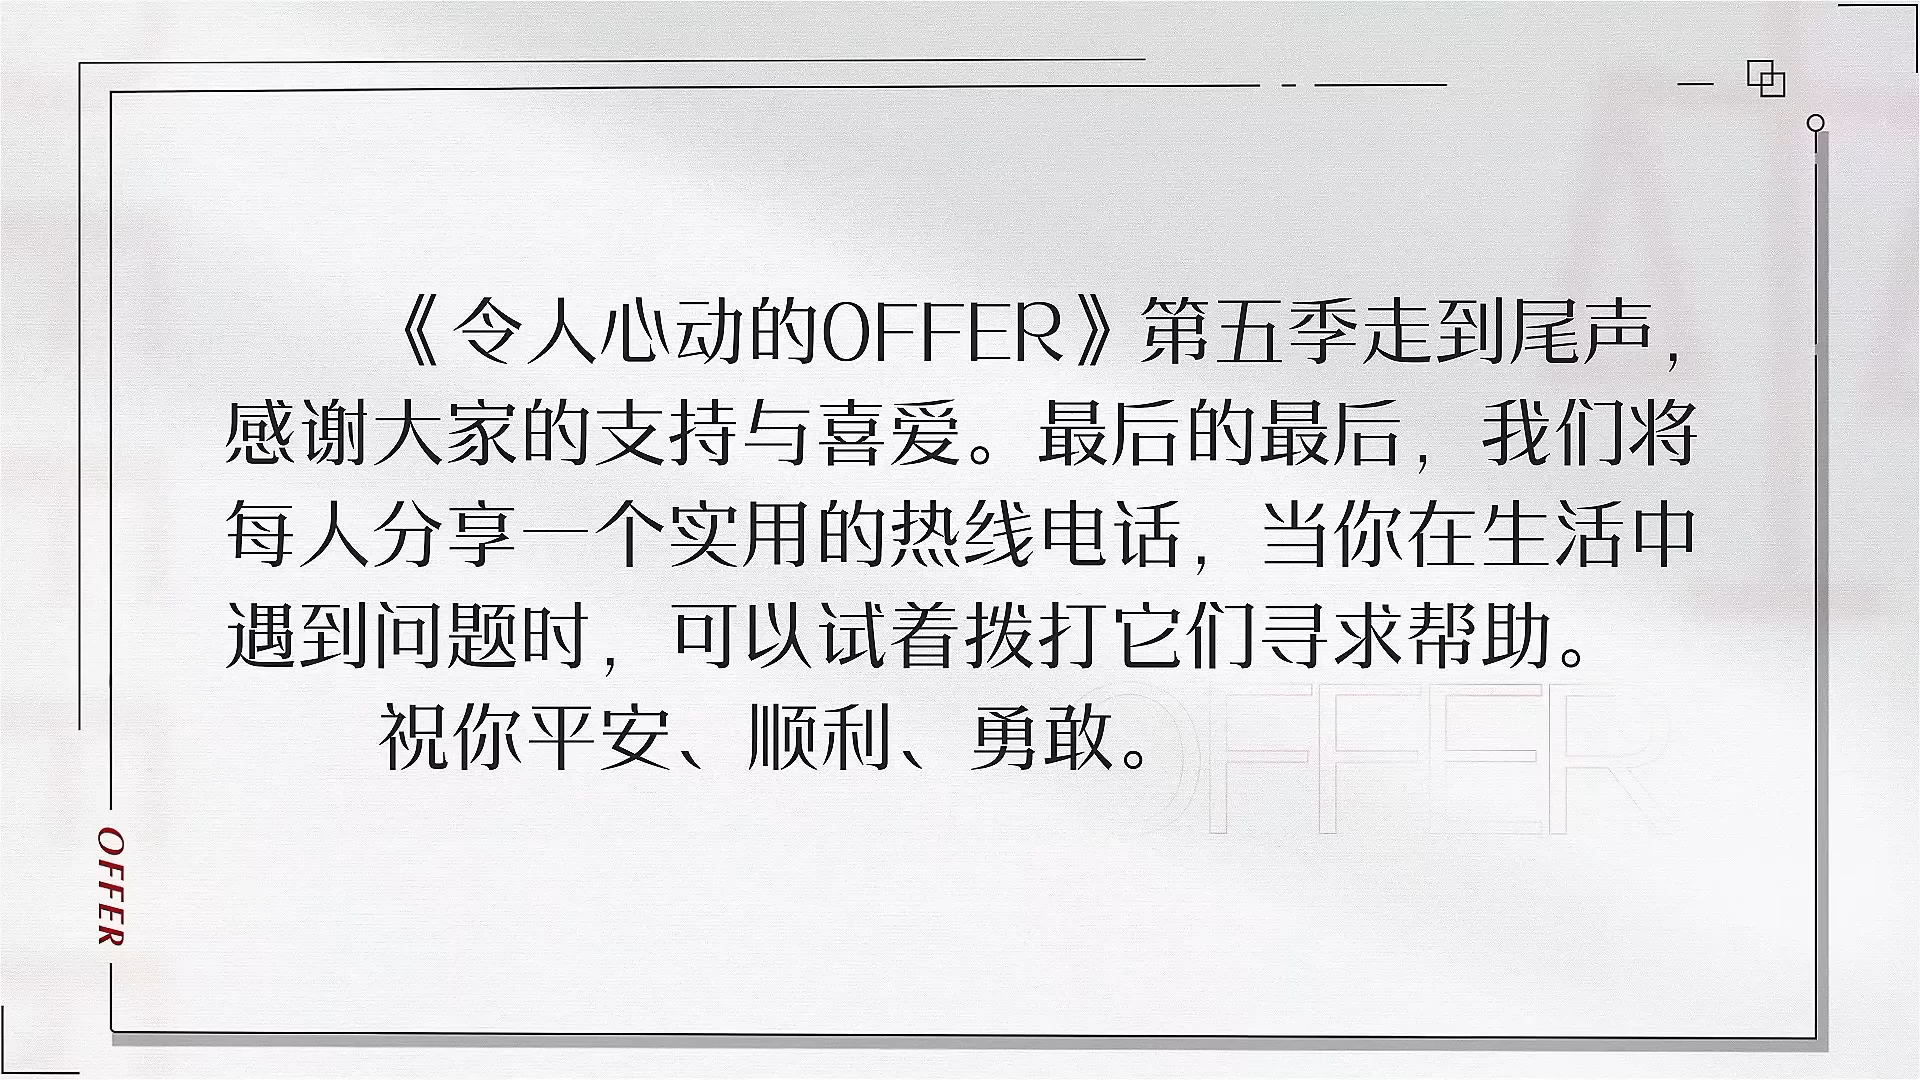 《令人心动的OFFER》第五季走到尾声，
感谢大家的支持与喜爱。最后的最后，我们将
每人分享一个实用的热线电话，当你在生活中
遇到问题时，可以试着拨打它们寻求帮助。
祝你平安、顺利、勇敢。
OFFER
OFFER